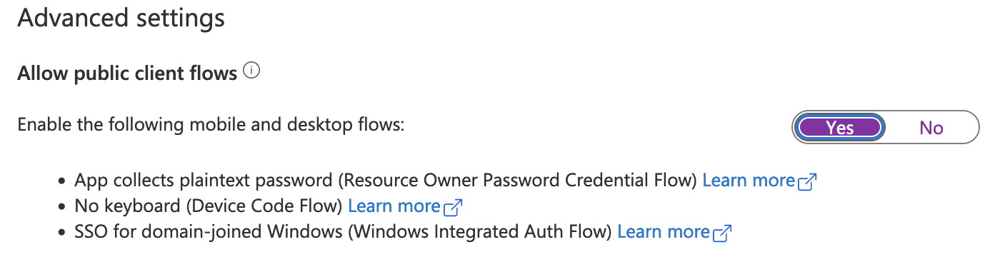 Advanced settings
Allow public client flows
Enable the following mobile and desktop flows:
Yes No
• App collects plaintext password (Resource Owner Password Credential Flow) Learn more
• No keyboard (Device Code Flow) Learn more
• SSO for domain-joined Windows (Windows Integrated Auth Flow) Learn more